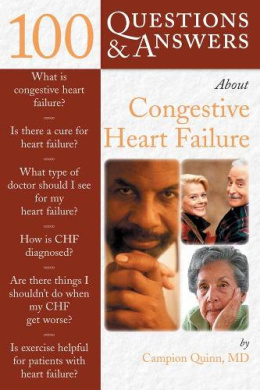 100 QUESTIONS
& ANSWERS
About
Congestive
Heart Failure
What is
congestive heart
failure?
Is there a cure for
heart failure?
What type of
doctor should I see
for my
heart failure?
How is CHF
diagnosed?
Are there things I
shouldn't do when
my CHF
get worse?
Is exercise helpful
for patients with
heart failure?
by
Campion Quinn, MD